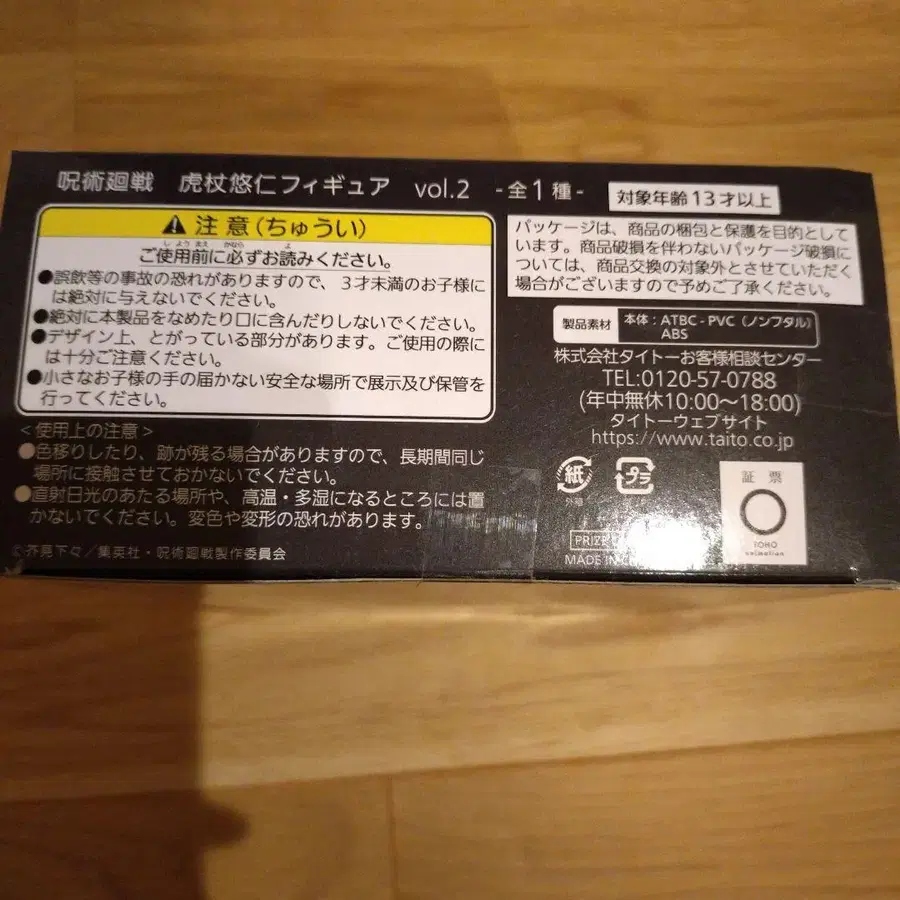 呪術廻戦 虎杖悠仁フィギュア vol.2 -全1種-
対象年齢13才以上
注意(ちゅうい)
ご使用前に必ずお読みください。
●誤飲等の事故の恐れがありますので、3才未満のお子様には絶対に与えないでください。
●絶対に本製品をなめたり口に含んだりしないでください。
●デザイン上、とがっている部分があります。ご使用の際には十分ご注意ください。
●小さなお子様の手の届かない安全な場所で展示及び保管を行ってください。
<使用上の注意>
●色移りしたり、跡が残る場合がありますので、長期間同じ場所に接触させておかないでください。
●直射日光のあたる場所や、高温・多湿になるところには置かないでください。変色や変形の恐れがあります。
©芥見下々/集英社・呪術廻戦製作委員会
パッケージは、商品の梱包と保護を目的としています。商品破損を伴わないパッケージ破損については、商品交換の対象外とさせていただく場合がございますので予めご了承ください。
製品素材
本体:ATBC-PVC(ノンフタル)
ABS
株式会社タイトーお客様相談センター
TEL:0120-57-0788
(年中無休10:00〜18:00)
タイトーウェブサイト
https://www.taito.co.jp
紙
外箱
プラ
PRIZE
MADE IN
証票
TOHO
animation